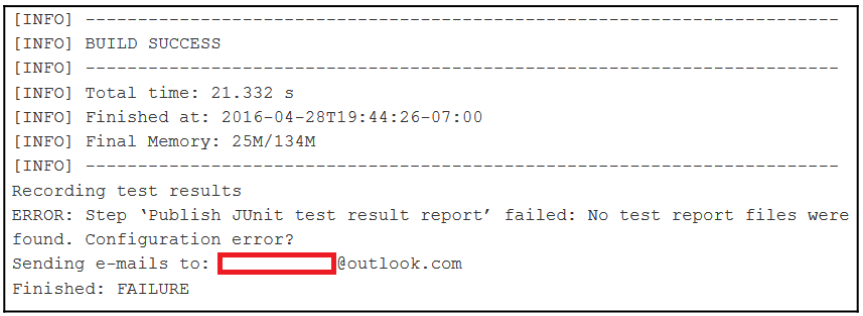 [INFO] ------------------------------------------------------------------------
[INFO] BUILD SUCCESS
[INFO] ------------------------------------------------------------------------
[INFO] Total time: 21.332 s
[INFO] Finished at: 2016-04-28T19:44:26-07:00
[INFO] Final Memory: 25M/134M
[INFO] ------------------------------------------------------------------------
Recording test results
ERROR: Step ‘Publish JUnit test result report’ failed: No test report files were
found. Configuration error?
Sending e-mails to: @outlook.com
Finished: FAILURE